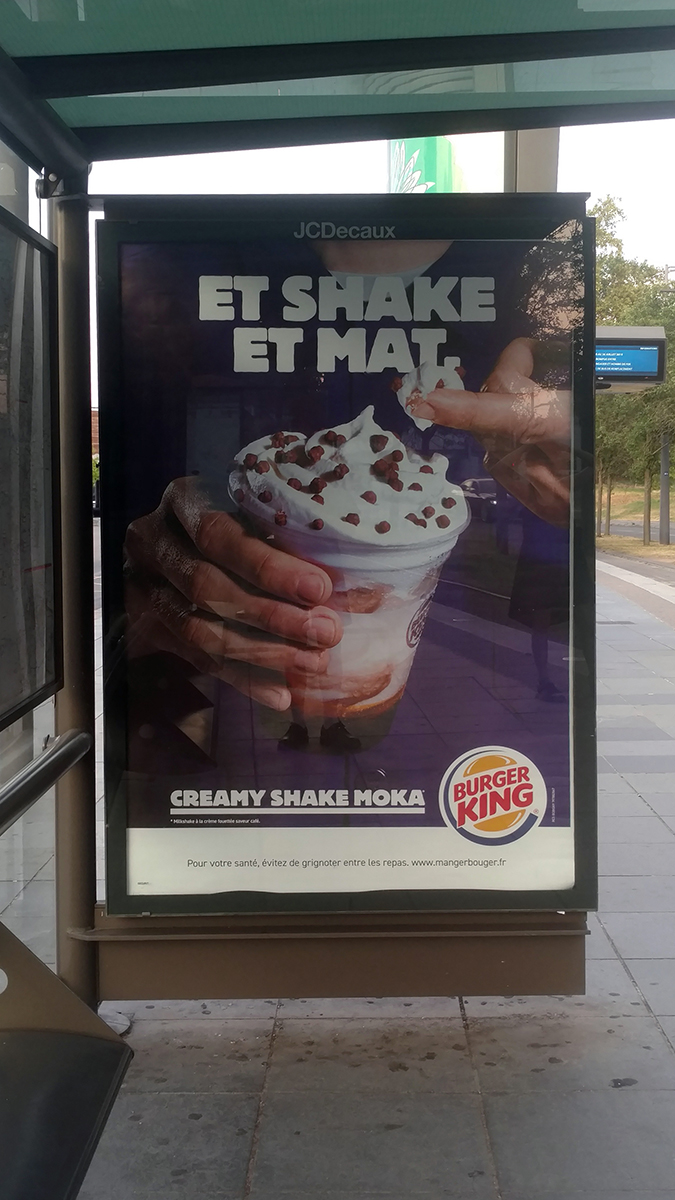 JCDecaux
ET SHAKE
ET MAT.
CREAMY SHAKE MOKA*
* Milkshake à la crème fouettée saveur café.
BURGER
KING
®
Pour votre santé, évitez de grignoter entre les repas. www.mangerbouger.fr